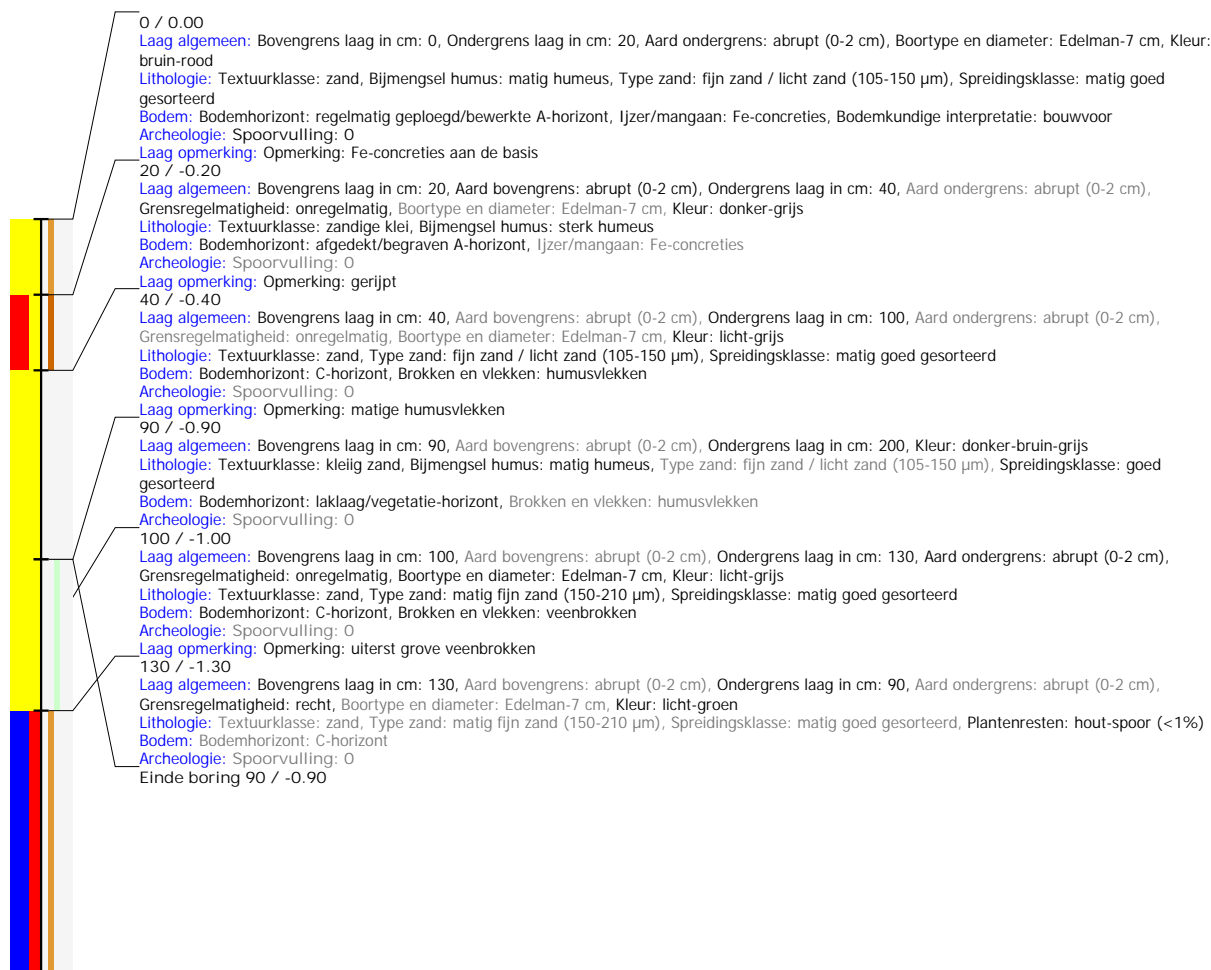 0 / 0.00
Laag algemeen: Bovengrens laag in cm: 0, Ondergrens laag in cm: 20, Aard ondergrens: abrupt (0-2 cm), Boortype en diameter: Edelman-7 cm, Kleur:
bruin-rood
Lithologie: Textuurklasse: zand, Bijmengsel humus: matig humeus, Type zand: fijn zand / licht zand (105-150 µm), Spreidingsklasse: matig goed
gesorteerd
Bodem: Bodemhorizont: regelmatig geploegd/bewerkte A-horizont, Ijzer/mangaan: Fe-concreties, Bodemkundige interpretatie: bouwvoor
Archeologie: Spoorvulling: 0
Laag opmerking: Opmerking: Fe-concreties aan de basis
20 / -0.20
Laag algemeen: Bovengrens laag in cm: 20, Aard bovengrens: abrupt (0-2 cm), Ondergrens laag in cm: 40, Aard ondergrens: abrupt (0-2 cm),
Grensregelmatigheid: onregelmatig, Boortype en diameter: Edelman-7 cm, Kleur: donker-grijs
Lithologie: Textuurklasse: zandige klei, Bijmengsel humus: sterk humeus
Bodem: Bodemhorizont: afgedekt/begraven A-horizont, Ijzer/mangaan: Fe-concreties
Archeologie: Spoorvulling: 0
Laag opmerking: Opmerking: gerijpt
40 / -0.40
Laag algemeen: Bovengrens laag in cm: 40, Aard bovengrens: abrupt (0-2 cm), Ondergrens laag in cm: 100, Aard ondergrens: abrupt (0-2 cm),
Grensregelmatigheid: onregelmatig, Boortype en diameter: Edelman-7 cm, Kleur: licht-grijs
Lithologie: Textuurklasse: zand, Type zand: fijn zand / licht zand (105-150 µm), Spreidingsklasse: matig goed gesorteerd
Bodem: Bodemhorizont: C-horizont, Brokken en vlekken: humusvlekken
Archeologie: Spoorvulling: 0
Laag opmerking: Opmerking: matige humusvlekken
90 / -0.90
Laag algemeen: Bovengrens laag in cm: 90, Aard bovengrens: abrupt (0-2 cm), Ondergrens laag in cm: 200, Kleur: donker-bruin-grijs
Lithologie: Textuurklasse: kleiig zand, Bijmengsel humus: matig humeus, Type zand: fijn zand / licht zand (105-150 µm), Spreidingsklasse: goed
gesorteerd
Bodem: Bodemhorizont: laklaag/vegetatie-horizont, Brokken en vlekken: humusvlekken
Archeologie: Spoorvulling: 0
100 / -1.00
Laag algemeen: Bovengrens laag in cm: 100, Aard bovengrens: abrupt (0-2 cm), Ondergrens laag in cm: 130, Aard ondergrens: abrupt (0-2 cm),
Grensregelmatigheid: onregelmatig, Boortype en diameter: Edelman-7 cm, Kleur: licht-grijs
Lithologie: Textuurklasse: zand, Type zand: matig fijn zand (150-210 µm), Spreidingsklasse: matig goed gesorteerd
Bodem: Bodemhorizont: C-horizont, Brokken en vlekken: veenbrokken
Archeologie: Spoorvulling: 0
Laag opmerking: Opmerking: uiterst grove veenbrokken
130 / -1.30
Laag algemeen: Bovengrens laag in cm: 130, Aard bovengrens: abrupt (0-2 cm), Ondergrens laag in cm: 90, Aard ondergrens: abrupt (0-2 cm),
Grensregelmatigheid: recht, Boortype en diameter: Edelman-7 cm, Kleur: licht-groen
Lithologie: Textuurklasse: zand, Type zand: matig fijn zand (150-210 µm), Spreidingsklasse: matig goed gesorteerd, Plantenresten: hout-spoor (<1%)
Bodem: Bodemhorizont: C-horizont
Archeologie: Spoorvulling: 0
Einde boring 90 / -0.90